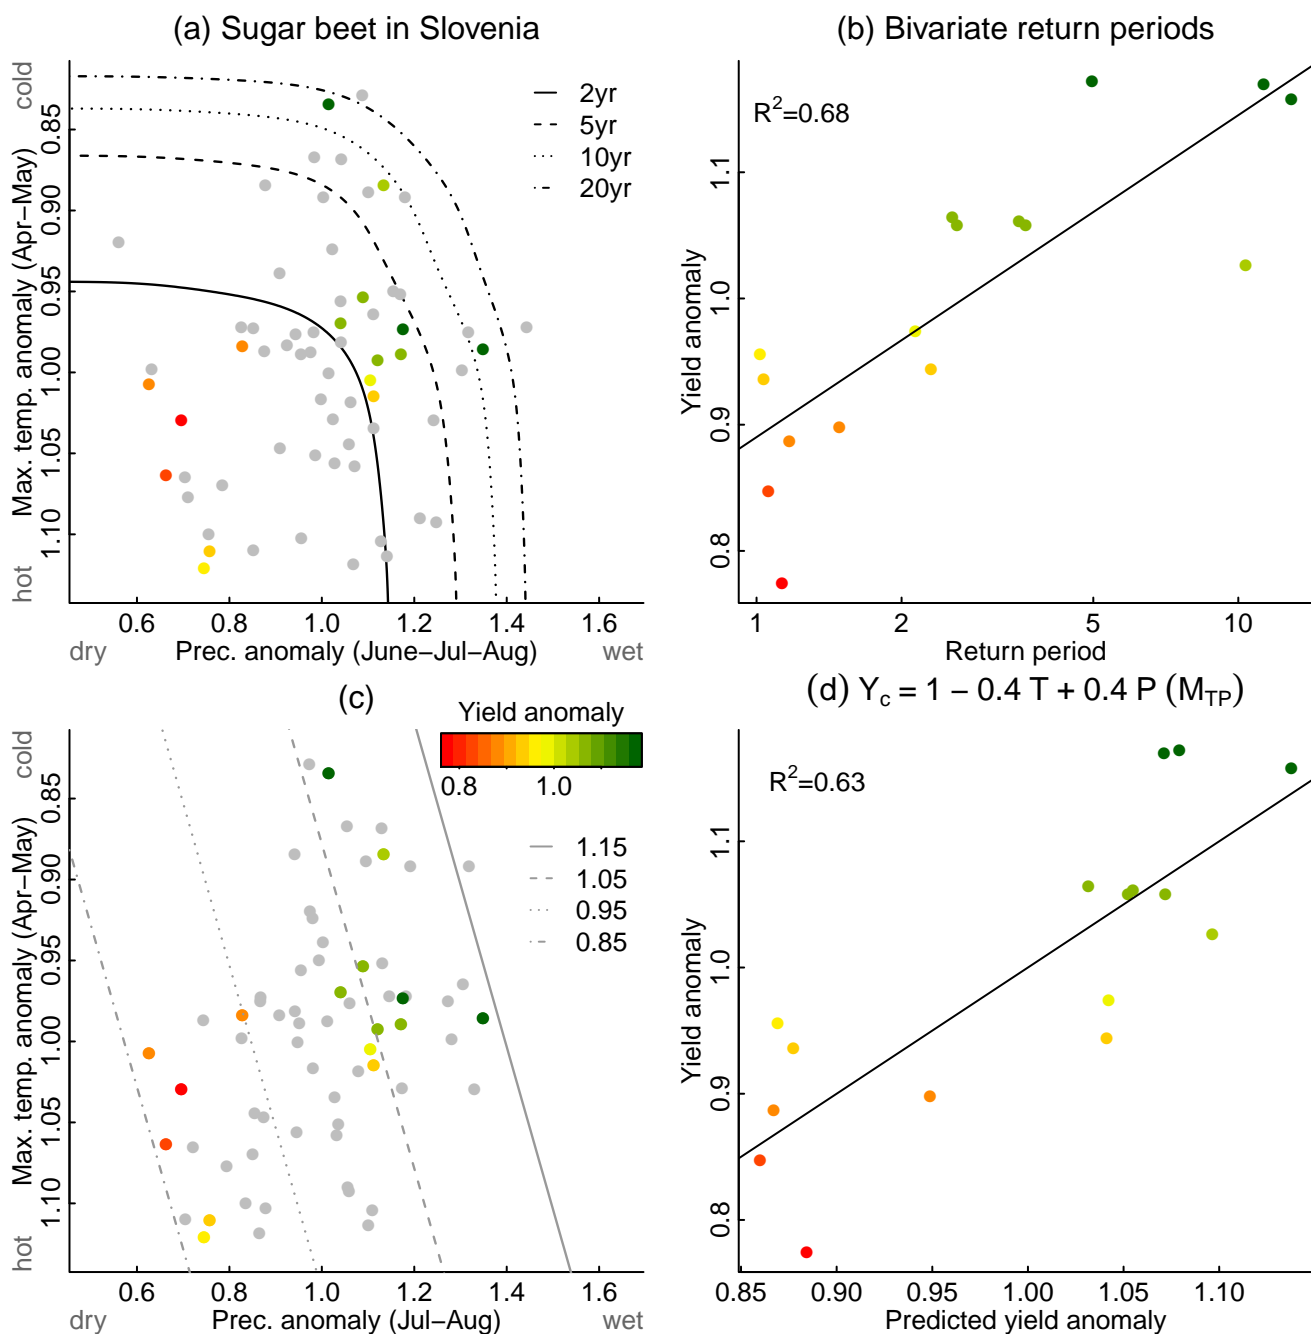 (a) Sugar beet in Slovenia
cold
hot
Max. temp. anomaly (Apr−May)
0.85
0.90
0.95
1.00
1.05
1.10
2yr
5yr
10yr
20yr
0.6 0.8 1.0 1.2 1.4 1.6
dry Prec. anomaly (June−Jul−Aug) wet
(b) Bivariate return periods
R²=0.68
Yield anomaly
1.1
1.0
0.9
0.8
1 2 5 10
Return period
(c)
Yield anomaly
0.8 1.0
cold
hot
Max. temp. anomaly (Apr−May)
0.85
0.90
0.95
1.00
1.05
1.10
1.15
1.05
0.95
0.85
0.6 0.8 1.0 1.2 1.4 1.6
dry Prec. anomaly (Jul−Aug) wet
(d) Y_c = 1 − 0.4 T + 0.4 P (M_TP)
R²=0.63
Yield anomaly
1.1
1.0
0.9
0.8
0.85 0.90 0.95 1.00 1.05 1.10
Predicted yield anomaly